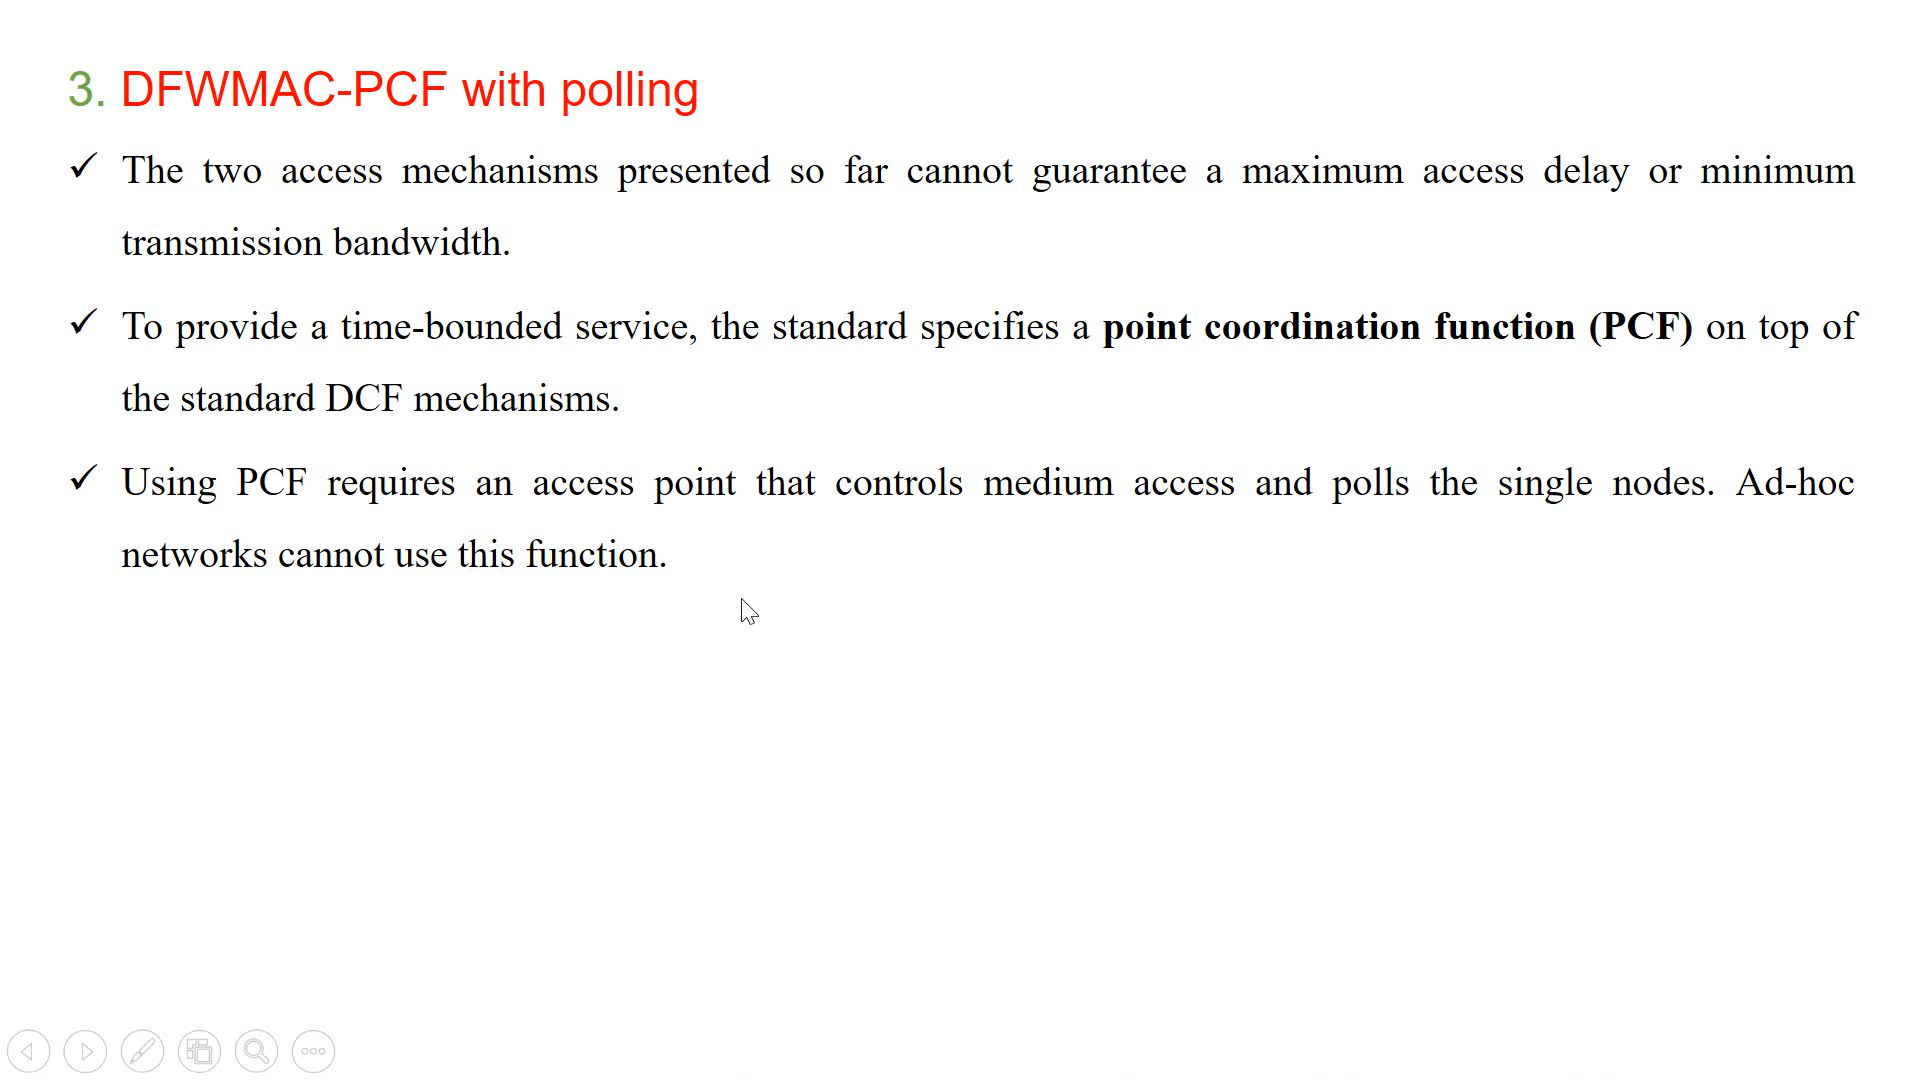 3. DFWMAC-PCF with polling
✓ The two access mechanisms presented so far cannot guarantee a maximum access delay or minimum
transmission bandwidth.
✓ To provide a time-bounded service, the standard specifies a point coordination function (PCF) on top of
the standard DCF mechanisms.
✓ Using PCF requires an access point that controls medium access and polls the single nodes. Ad-hoc
networks cannot use this function.